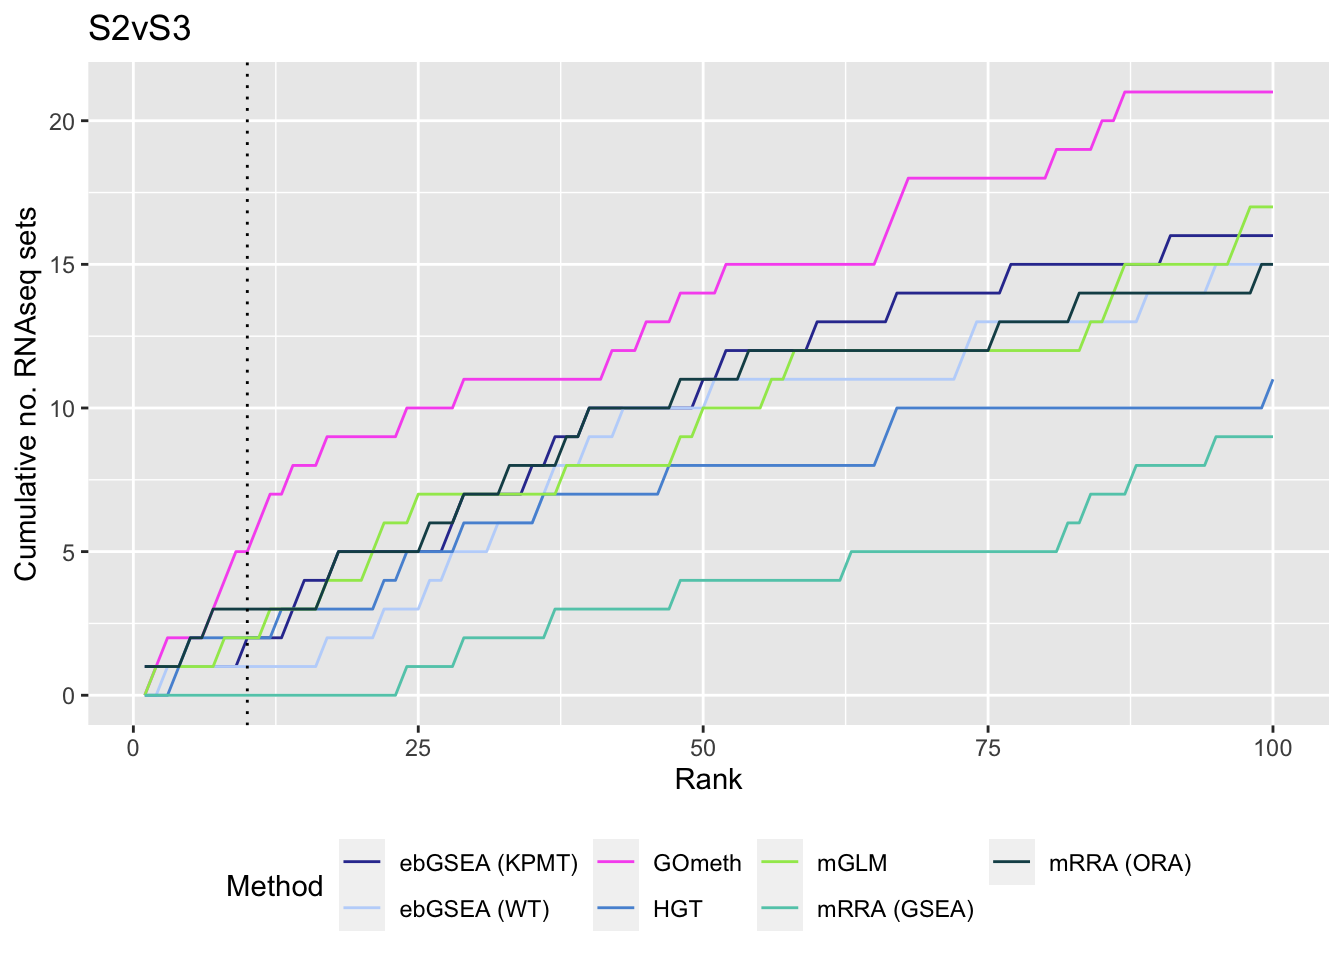 S2vS3
Cumulative no. RNAseq sets
20
15
10
5
0
0 25 50 75 100
Rank
Method
ebGSEA (KPMT) GOmeth mGLM mRRA (ORA)
ebGSEA (WT) HGT mRRA (GSEA)